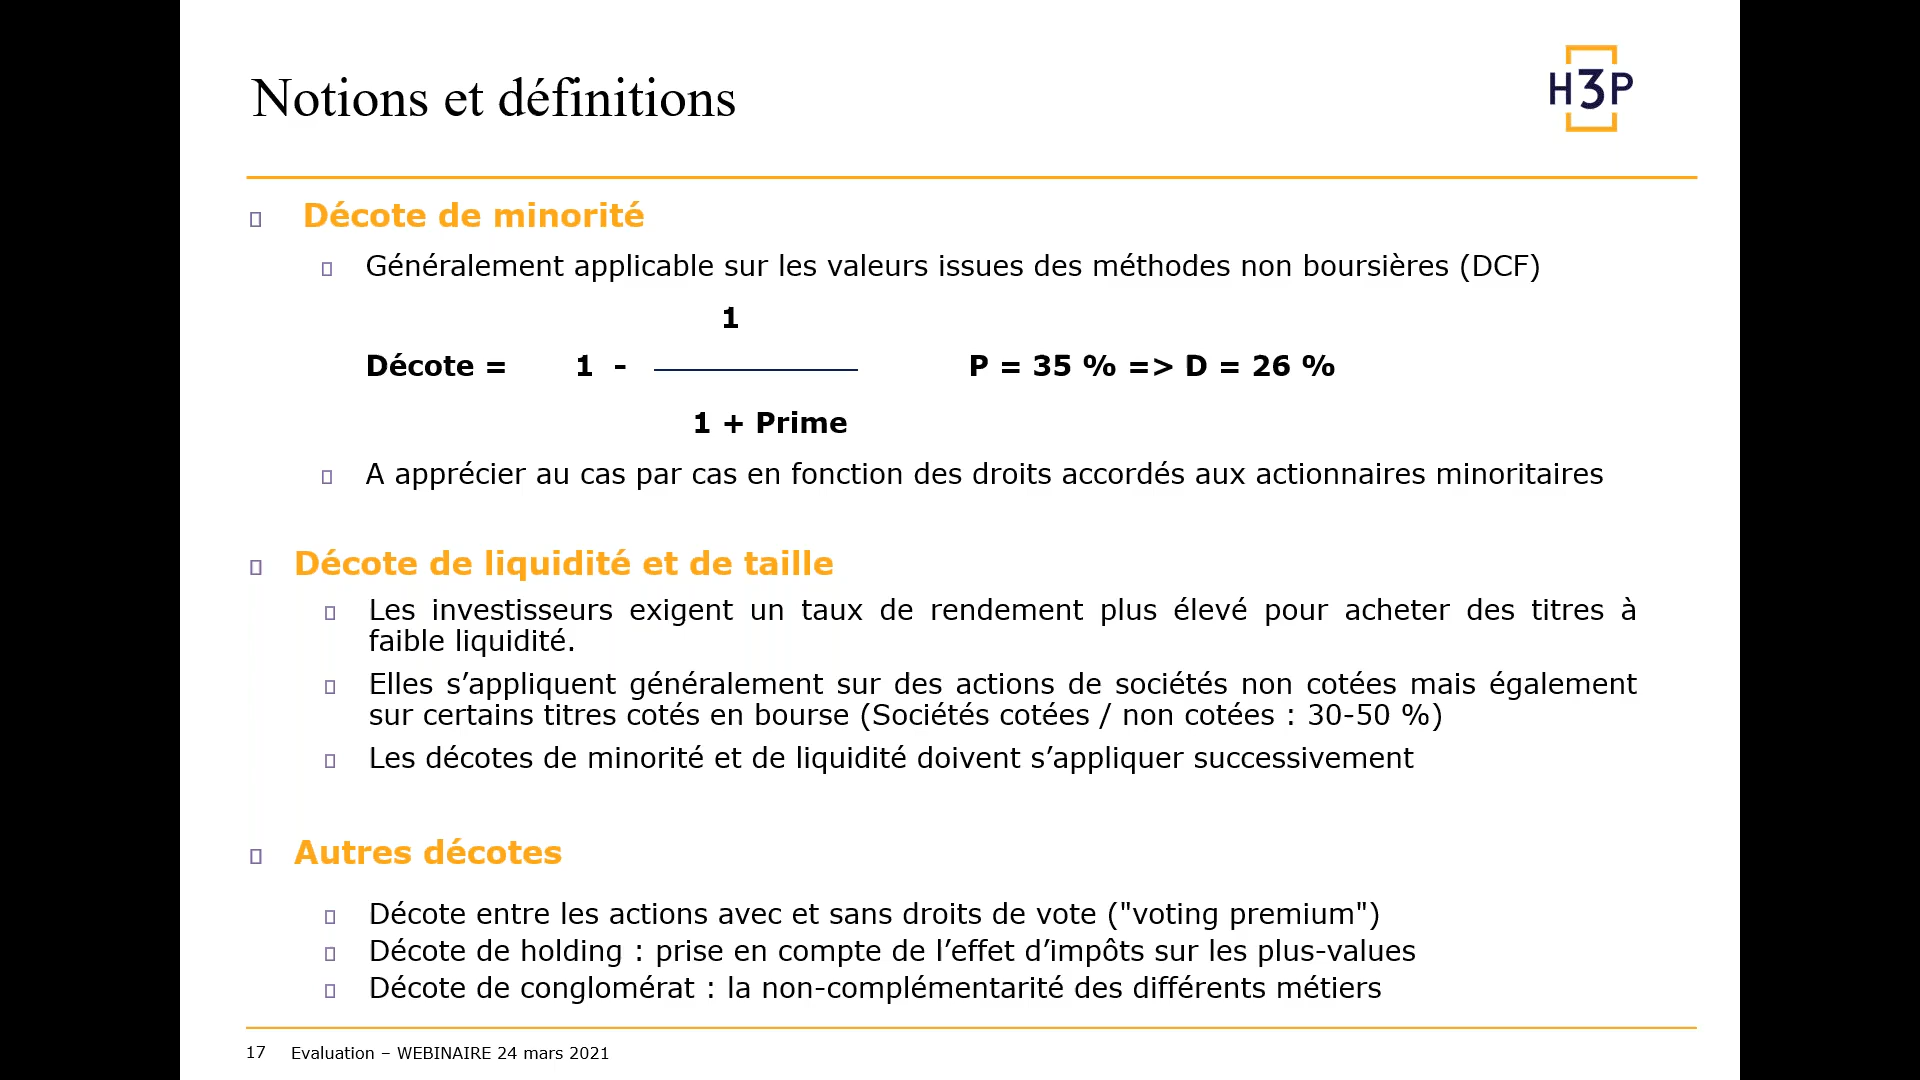 Notions et définitions
H3P
Décote de minorité
Généralement applicable sur les valeurs issues des méthodes non boursières (DCF)
1
Décote = 1 - P = 35 % => D = 26 %
1 + Prime
A apprécier au cas par cas en fonction des droits accordés aux actionnaires minoritaires
Décote de liquidité et de taille
Les investisseurs exigent un taux de rendement plus élevé pour acheter des titres à
faible liquidité.
Elles s’appliquent généralement sur des actions de sociétés non cotées mais également
sur certains titres cotés en bourse (Sociétés cotées / non cotées : 30-50 %)
Les décotes de minorité et de liquidité doivent s’appliquer successivement
Autres décotes
Décote entre les actions avec et sans droits de vote ("voting premium")
Décote de holding : prise en compte de l’effet d’impôts sur les plus-values
Décote de conglomérat : la non-complémentarité des différents métiers
17 Evaluation – WEBINAIRE 24 mars 2021